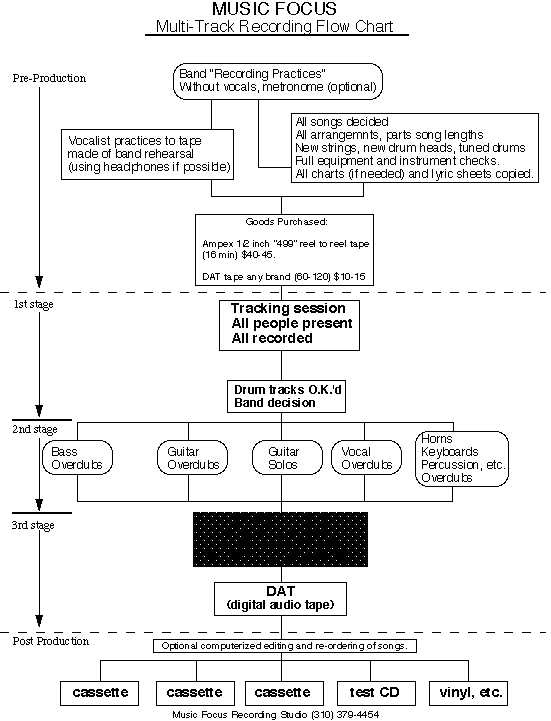 MUSIC FOCUS
Multi-Track Recording Flow Chart
Pre-Production
Band "Recording Practices"
Without vocals, metronome (optional)
Vocalist practices to tape
made of band rehearsal
(using headphones if possible)
All songs decided
All arrangemnts, parts song lengths
New strings, new drum heads, tuned drums
Full equipment and instrument checks.
All charts (if needed) and lyric sheets copied.
Goods Purchased:
Ampex 1/2 inch "499" reel to reel tape
(16 min) $40-45.
DAT tape any brand (60-120) $10-15
1st stage
Tracking session
All people present
All recorded
Drum tracks O.K.'d
Band decision
2nd stage
Bass
Overdubs
Guitar
Overdubs
Guitar
Solos
Vocal
Overdubs
Horns
Keyboards
Percussion, etc.
Overdubs
3rd stage
DAT
(digital audio tape)
Post Production
Optional computerized editing and re-ordering of songs.
cassette
cassette
cassette
test CD
vinyl, etc.
Music Focus Recording Studio (310) 379-4454